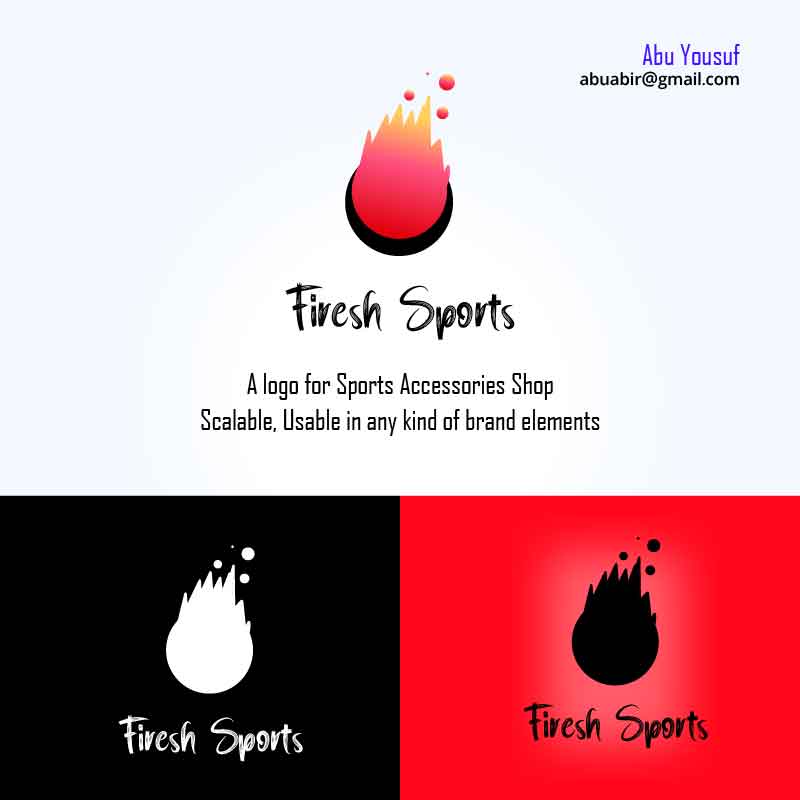 Abu Yousuf
abuabir@gmail.com
Firesh Sports
A logo for Sports Accessories Shop
Scalable, Usable in any kind of brand elements
Firesh Sports
Firesh Sports